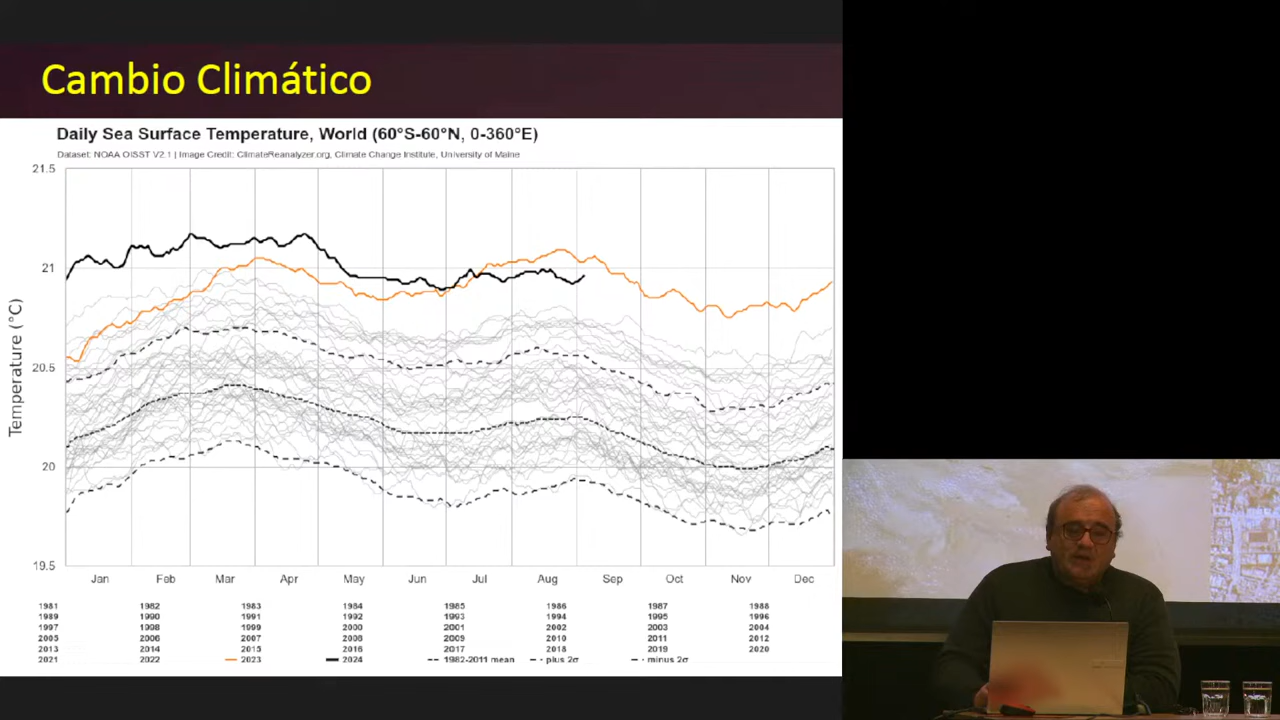 Cambio Climático
Daily Sea Surface Temperature, World (60°S-60°N, 0-360°E)
Dataset: NOAA OISST V2.1 | Image Credit: ClimateReanalyzer.org, Climate Change Institute, University of Maine
Temperature (°C)
21.5
21
20.5
20
19.5
Jan Feb Mar Apr May Jun Jul Aug Sep Oct Nov Dec
1981 1982 1983 1984 1985 1986 1987 1988
1989 1990 1991 1992 1993 1994 1995 1996
1997 1998 1999 2000 2001 2002 2003 2004
2005 2006 2007 2008 2009 2010 2011 2012
2013 2014 2015 2016 2017 2018 2019 2020
2021 2022 2023 2024 1982-2011 mean plus 2σ minus 2σ